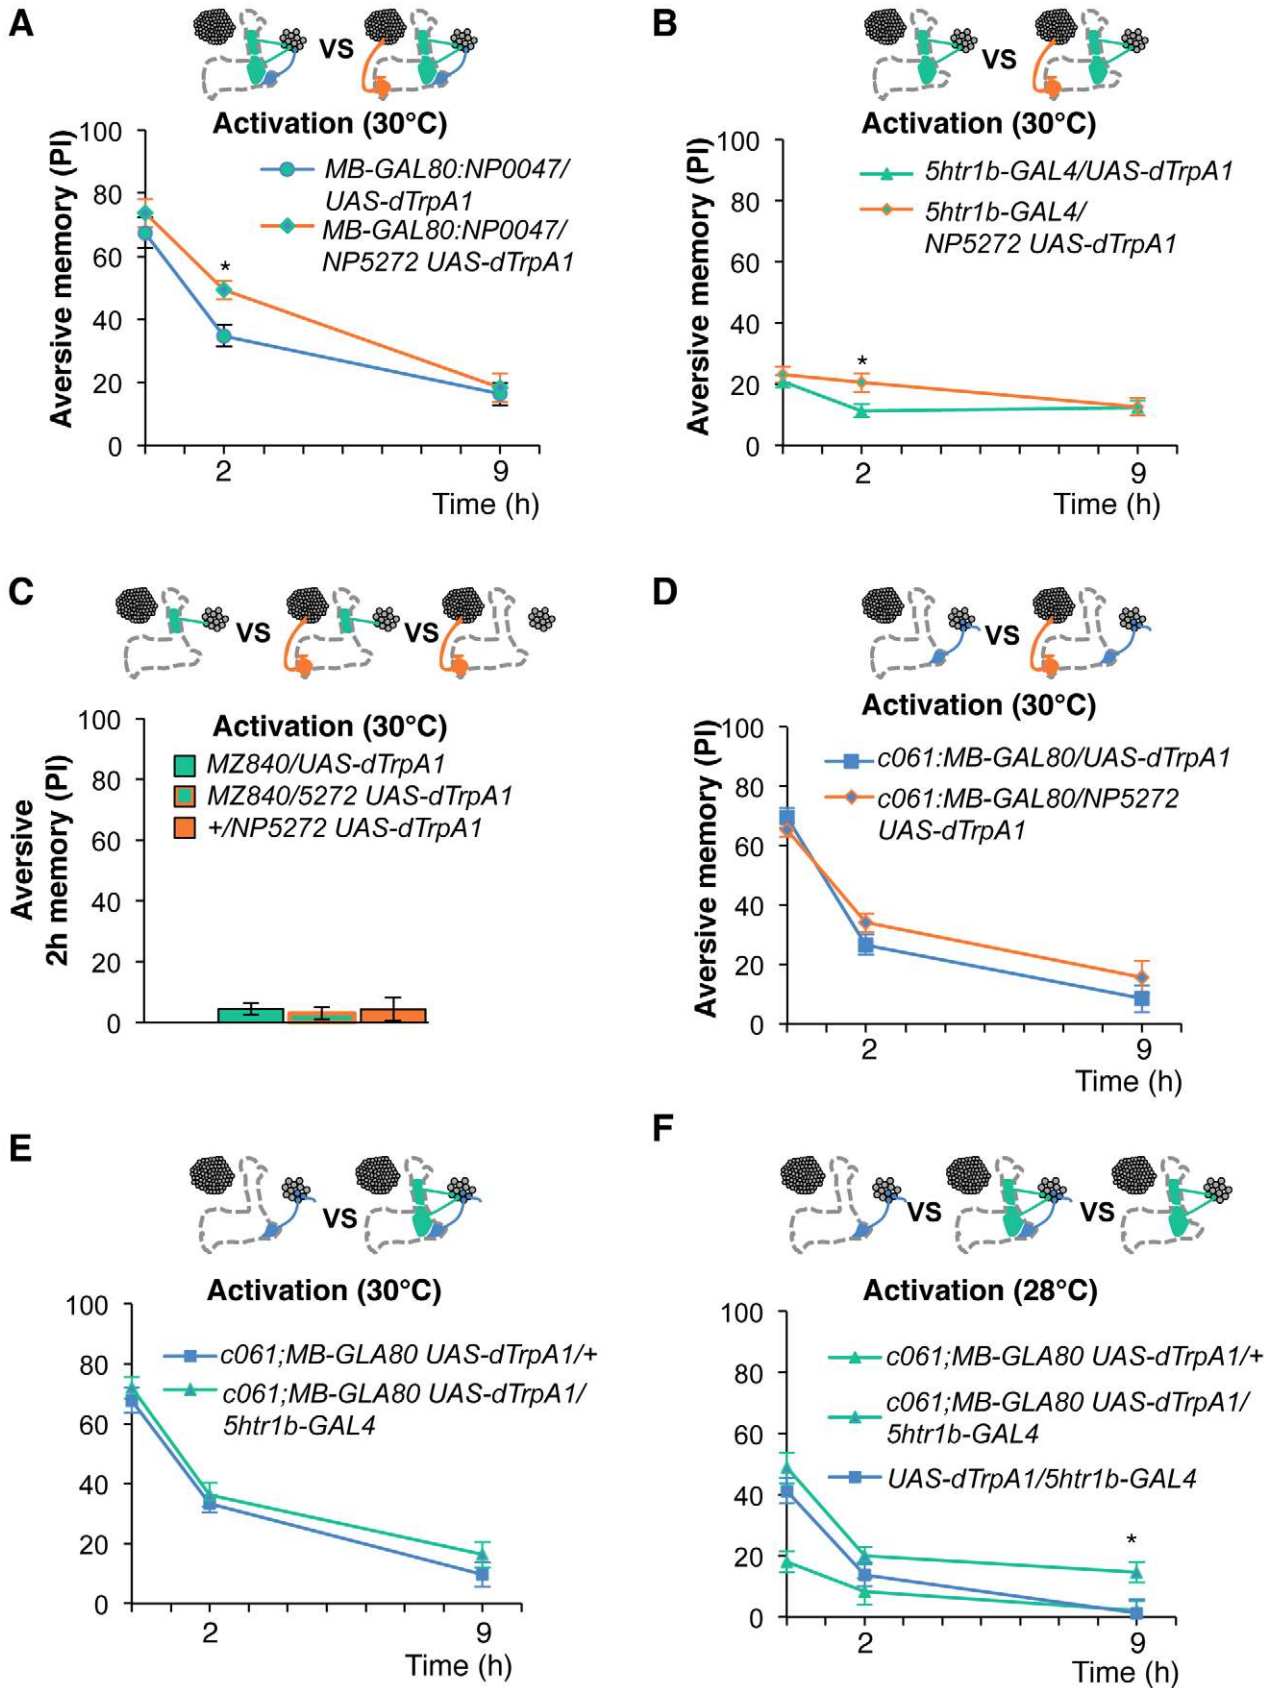 A
VS
Activation (30°C)
Aversive memory (PI)
100
80
60
40
20
0
MB-GAL80:NP0047/
UAS-dTrpA1
MB-GAL80:NP0047/
NP5272 UAS-dTrpA1
*
2
9
Time (h)
B
VS
Activation (30°C)
Aversive memory (PI)
100
80
60
40
20
0
5htr1b-GAL4/UAS-dTrpA1
5htr1b-GAL4/
NP5272 UAS-dTrpA1
*
2
9
Time (h)
C
VS
VS
Activation (30°C)
Aversive
2h memory (PI)
100
80
60
40
20
0
MZ840/UAS-dTrpA1
MZ840/5272 UAS-dTrpA1
+/NP5272 UAS-dTrpA1
D
VS
Activation (30°C)
Aversive memory (PI)
100
80
60
40
20
0
c061:MB-GAL80/UAS-dTrpA1
c061:MB-GAL80/NP5272
UAS-dTrpA1
2
9
Time (h)
E
VS
Activation (30°C)
100
80
60
40
20
0
c061;MB-GLA80 UAS-dTrpA1/+
c061;MB-GLA80 UAS-dTrpA1/
5htr1b-GAL4
2
9
Time (h)
F
VS
VS
Activation (28°C)
100
80
60
40
20
0
c061;MB-GLA80 UAS-dTrpA1/+
c061;MB-GLA80 UAS-dTrpA1/
5htr1b-GAL4
UAS-dTrpA1/5htr1b-GAL4
*
2
9
Time (h)